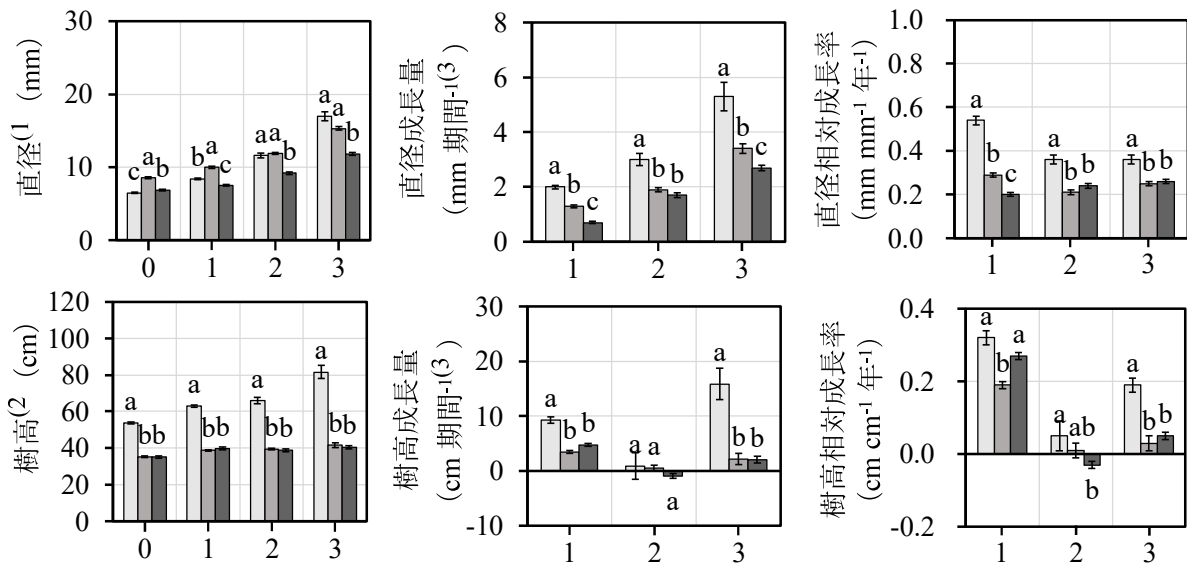 直径(1 (mm)
30
20
10
0
c a b
b a c
a a b
a a b
0 1 2 3
直径成長量
(mm 期間-1(3)
8
6
4
2
0
a b c
a b b
a b c
1 2 3
直径相対成長率
(mm mm-1 年-1)
1.0
0.8
0.6
0.4
0.2
0.0
a b c
a b b
a b b
1 2 3
樹高(2 (cm)
120
100
80
60
40
20
0
a bb
a bb
a bb
a bb
0 1 2 3
樹高成長量
(cm 期間-1(3)
30
20
10
0
-10
a b b
a a a
a b b
1 2 3
樹高相対成長率
(cm cm-1 年-1)
0.4
0.2
0.0
-0.2
a b a
a ab b
a b b
1 2 3